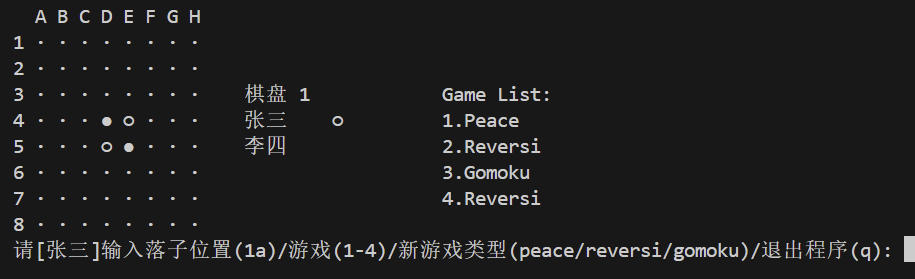 A B C D E F G H
1 · · · · · · · ·
2 · · · · · · · ·
3 · · · · · · · · 棋盘 1 Game List:
4 · · · ● ○ · · · 张三 ○ 1.Peace
5 · · · ○ ● · · · 李四 2.Reversi
6 · · · · · · · · 3.Gomoku
7 · · · · · · · · 4.Reversi
8 · · · · · · · ·
请[张三]输入落子位置(1a)/游戏(1-4)/新游戏类型(peace/reversi/gomoku)/退出程序(q):